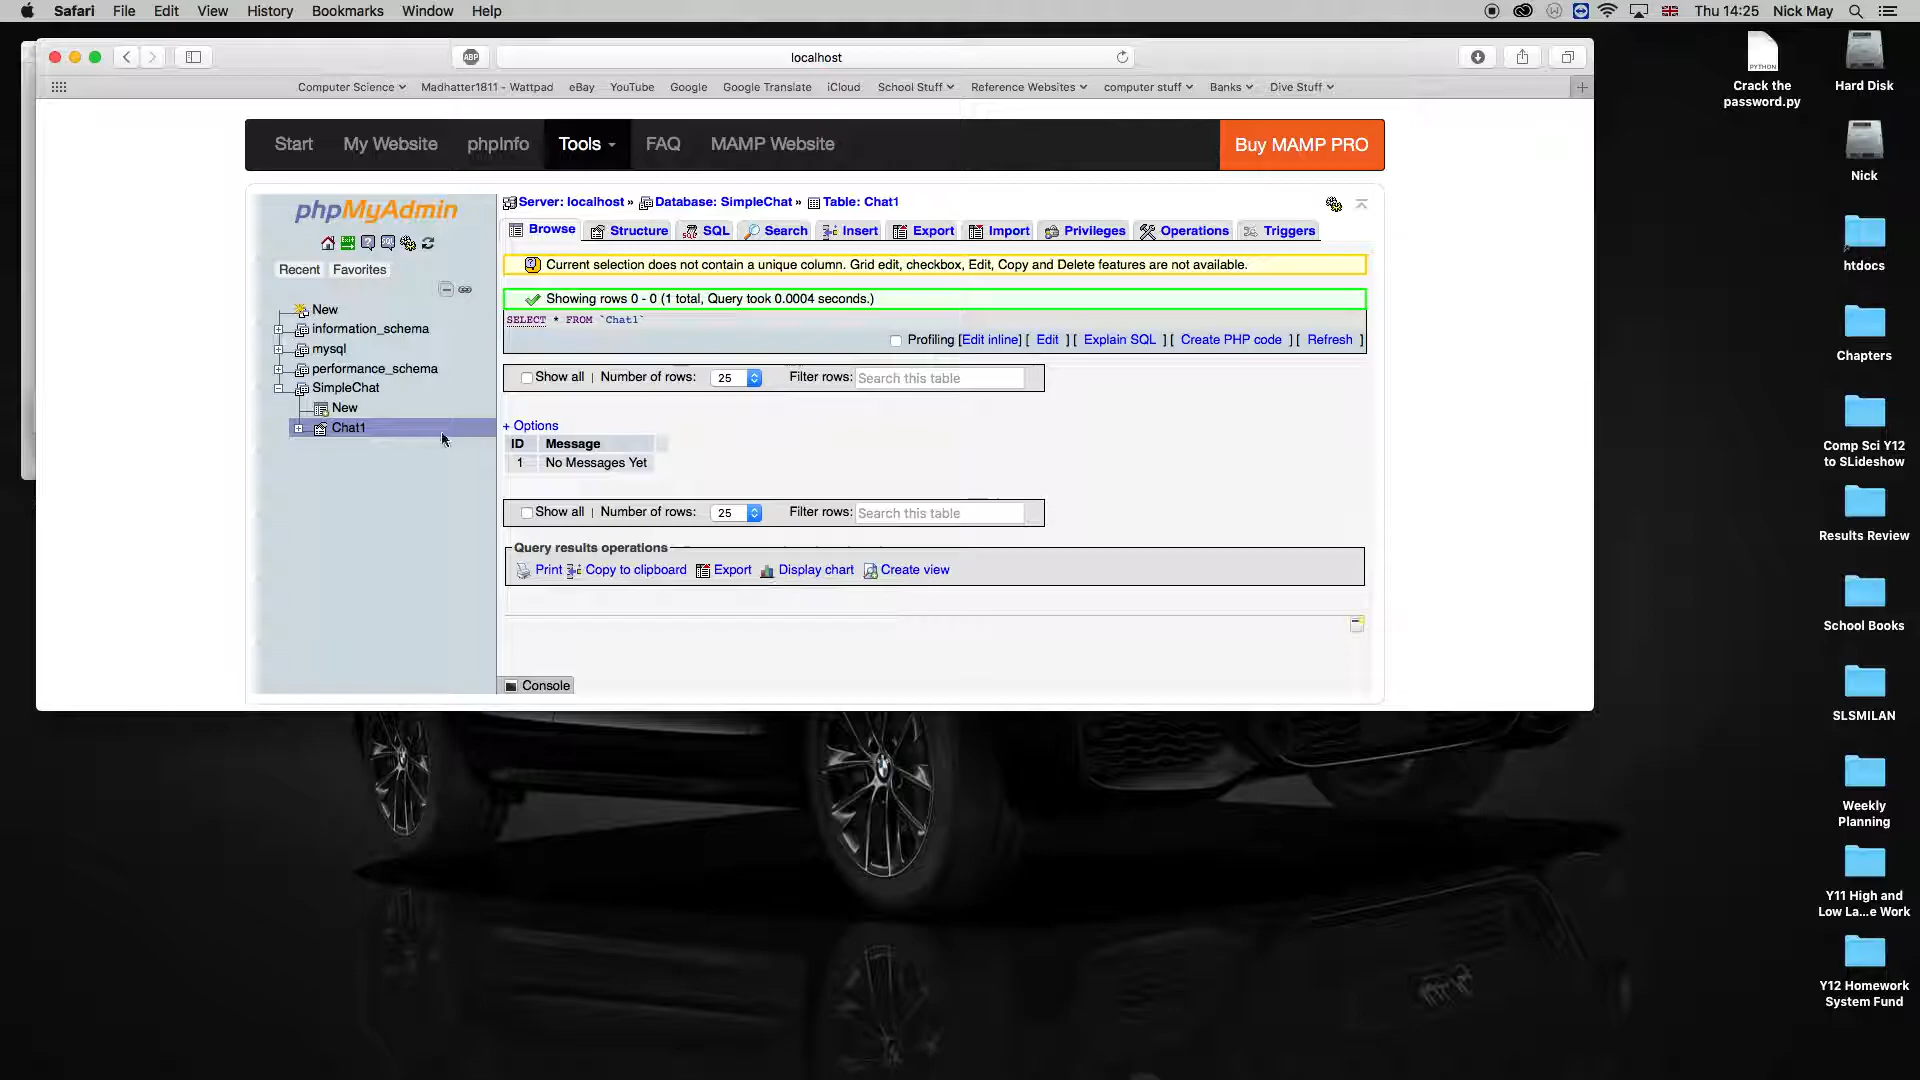 Safari File Edit View History Bookmarks Window Help Thu 14:25 Nick May
ABP localhost
Computer Science Madhatter1811 - Wattpad eBay YouTube Google Google Translate iCloud School Stuff Reference Websites computer stuff Banks Dive Stuff
Start My Website phpInfo Tools FAQ MAMP Website Buy MAMP PRO
phpMyAdmin
Recent Favorites
New
information_schema
mysql
performance_schema
SimpleChat
New
Chat1
Server: localhost » Database: SimpleChat » Table: Chat1
Browse Structure SQL Search Insert Export Import Privileges Operations Triggers
Current selection does not contain a unique column. Grid edit, checkbox, Edit, Copy and Delete features are not available.
Showing rows 0 - 0 (1 total, Query took 0.0004 seconds.)
SELECT * FROM `Chat1`
Profiling [Edit inline] [ Edit ] [ Explain SQL ] [ Create PHP code ] [ Refresh ]
Show all | Number of rows: 25 Filter rows: Search this table
+ Options
ID Message
1 No Messages Yet
Show all | Number of rows: 25 Filter rows: Search this table
Query results operations
Print Copy to clipboard Export Display chart Create view
Console
PYTHON
Crack the
password.py
Hard Disk
Nick
htdocs
Chapters
Comp Sci Y12
to SLideshow
Results Review
School Books
SLSMILAN
Weekly
Planning
Y11 High and
Low La...e Work
Y12 Homework
System Fund